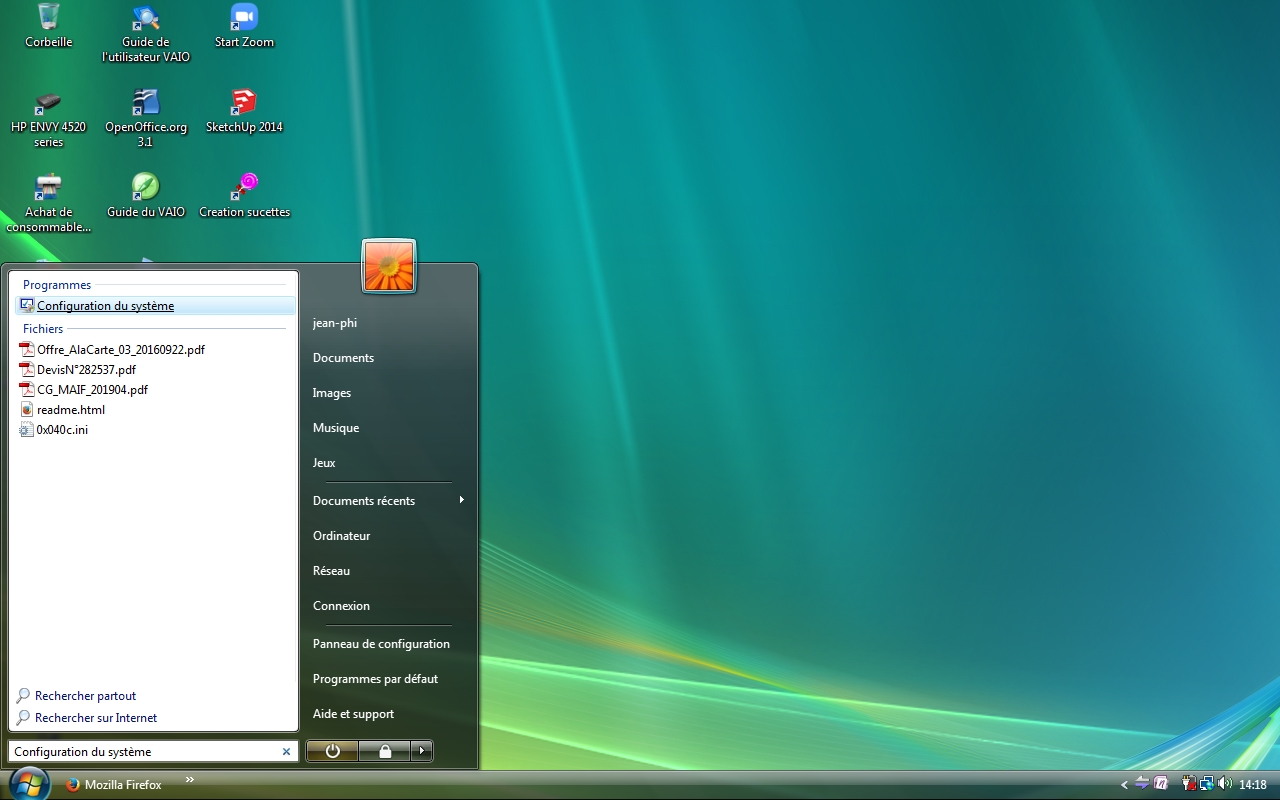 Corbeille
Guide de
l'utilisateur VAIO
Start Zoom
HP ENVY 4520
series
OpenOffice.org
3.1
SketchUp 2014
Achat de
consommable...
Guide du VAIO
Creation sucettes
Programmes
Configuration du système
Fichiers
Offre_AlaCarte_03_20160922.pdf
DevisN°282537.pdf
CG_MAIF_201904.pdf
readme.html
0x040c.ini
Rechercher partout
Rechercher sur Internet
Configuration du système
jean-phi
Documents
Images
Musique
Jeux
Documents récents
Ordinateur
Réseau
Connexion
Panneau de configuration
Programmes par défaut
Aide et support
Mozilla Firefox
14:18